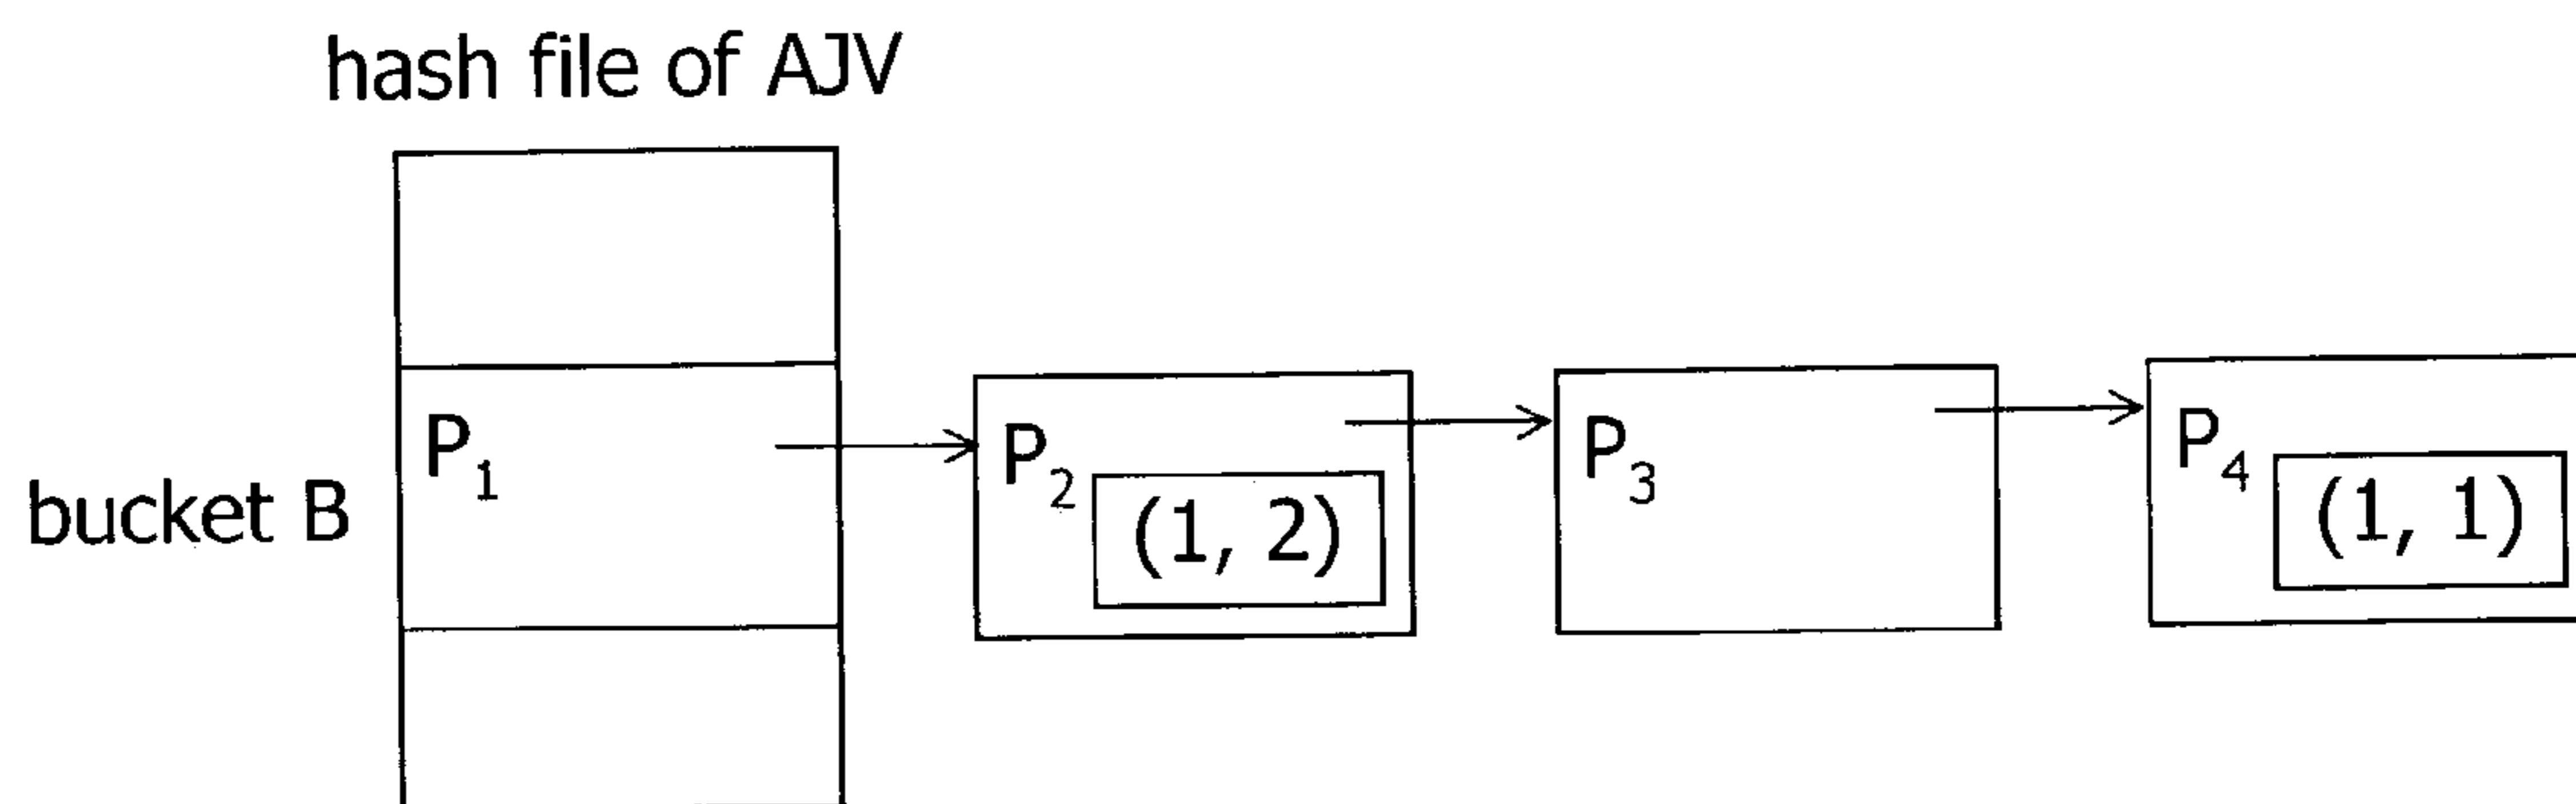 hash file of AJV
bucket B
P1
P2
(1, 2)
P3
P4
(1, 1)